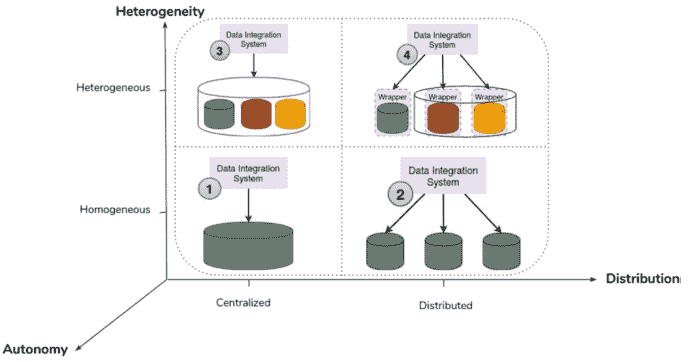 Heterogeneity
3
Data Integration
System
4
Data Integration
System
Heterogeneous
Wrapper
Wrapper
Wrapper
1
Data Integration
System
2
Data Integration
System
Homogeneous
Distribution
Centralized
Distributed
Autonomy